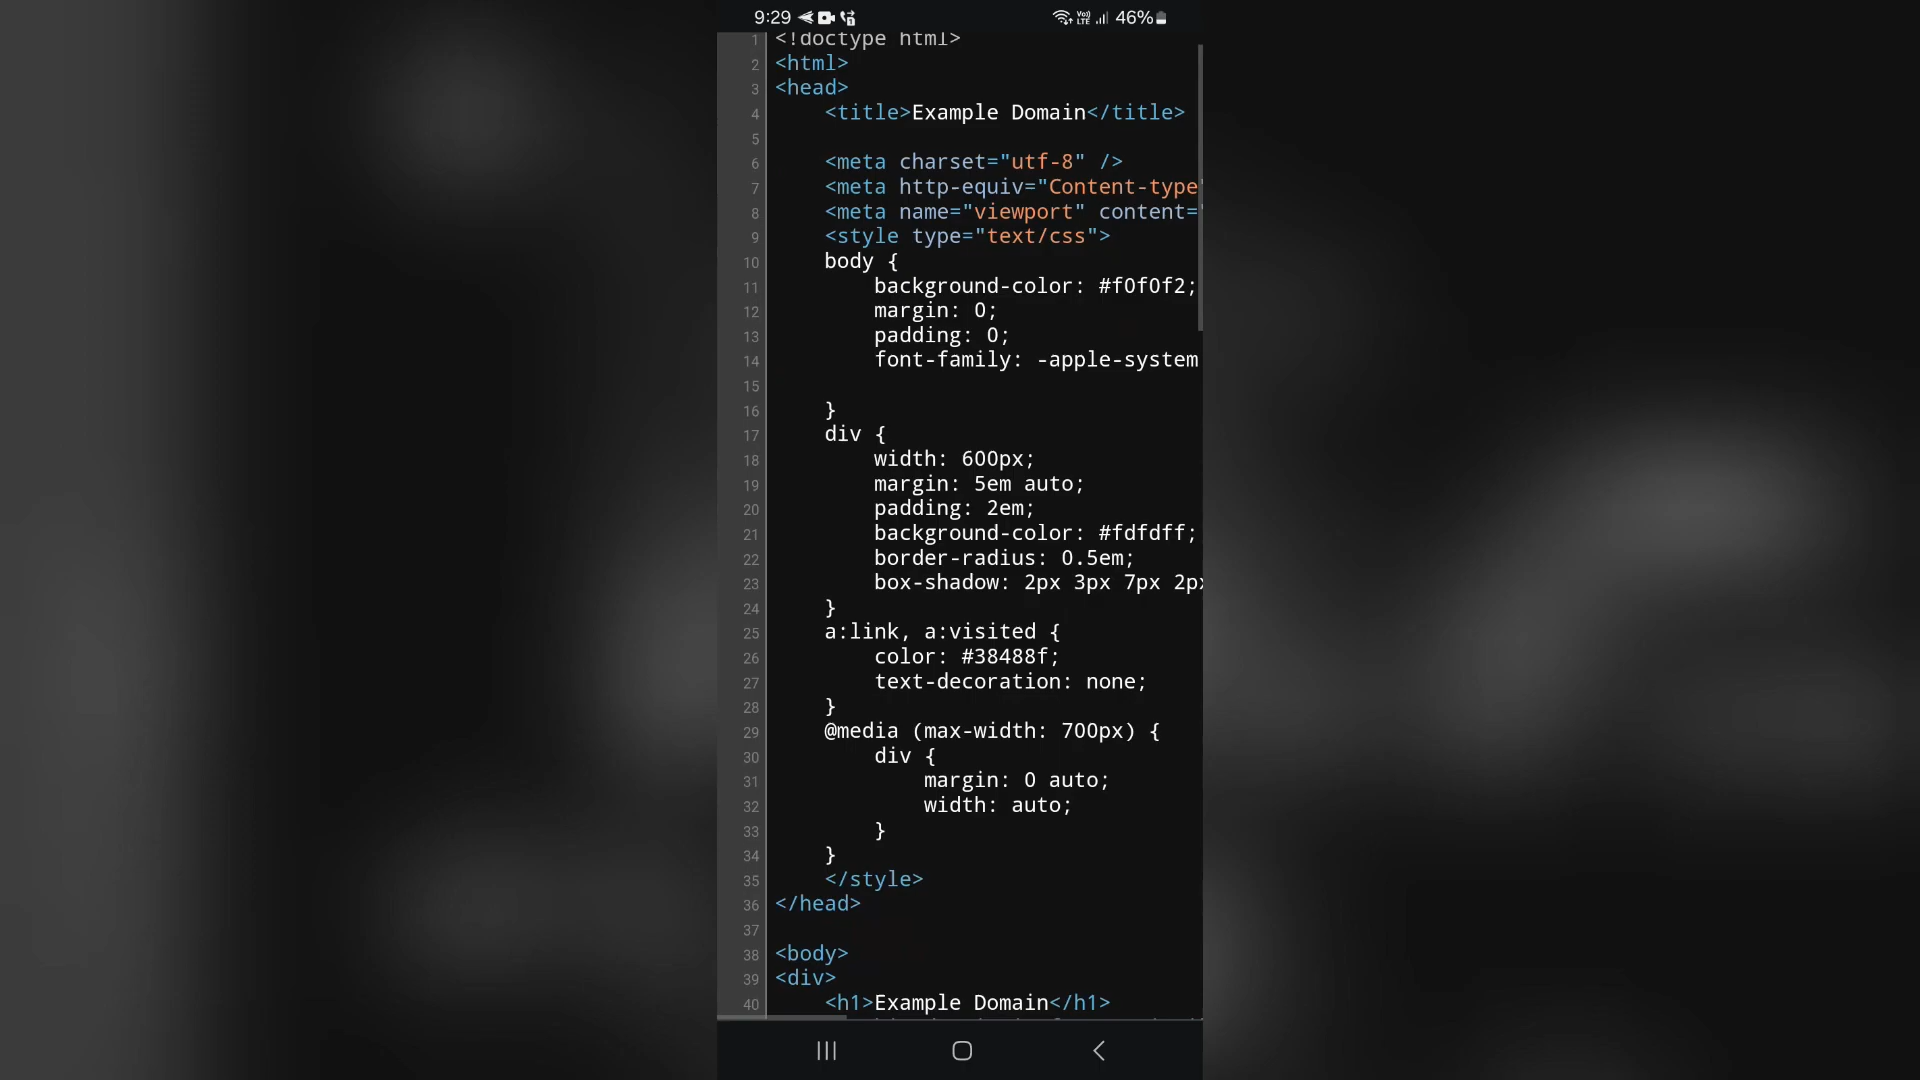 9:29 Vo)) LTE 46%
1 <!doctype html>
2 <html>
3 <head>
4 <title>Example Domain</title>
5
6 <meta charset="utf-8" />
7 <meta http-equiv="Content-type"
8 <meta name="viewport" content="
9 <style type="text/css">
10 body {
11 background-color: #f0f0f2;
12 margin: 0;
13 padding: 0;
14 font-family: -apple-system
15
16 }
17 div {
18 width: 600px;
19 margin: 5em auto;
20 padding: 2em;
21 background-color: #fdfdff;
22 border-radius: 0.5em;
23 box-shadow: 2px 3px 7px 2px
24 }
25 a:link, a:visited {
26 color: #38488f;
27 text-decoration: none;
28 }
29 @media (max-width: 700px) {
30 div {
31 margin: 0 auto;
32 width: auto;
33 }
34 }
35 </style>
36 </head>
37
38 <body>
39 <div>
40 <h1>Example Domain</h1>